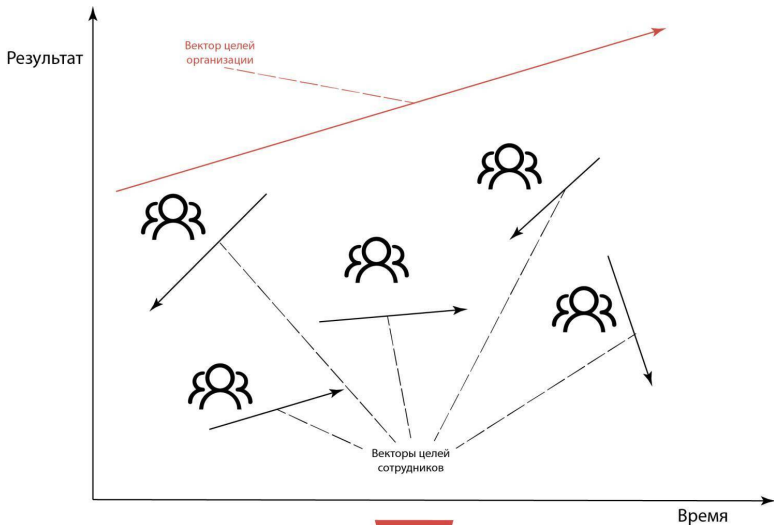 Результат
Вектор целей
организации
Векторы целей
сотрудников
Время